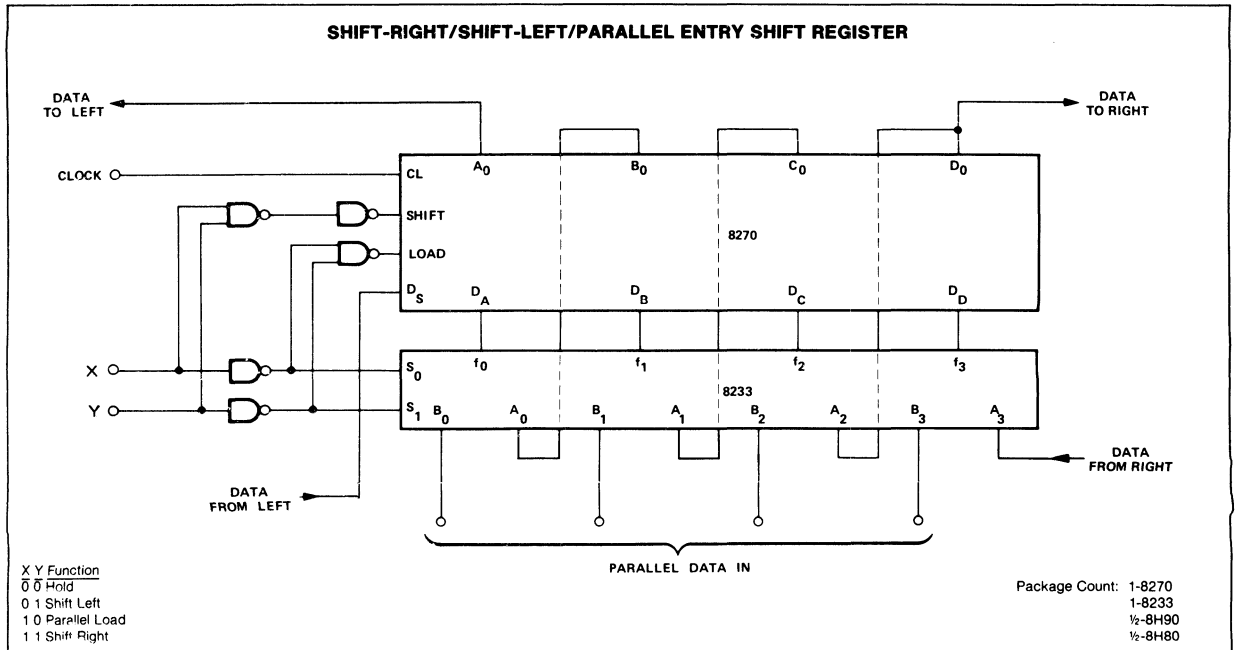 SHIFT-RIGHT/SHIFT-LEFT/PARALLEL ENTRY SHIFT REGISTER
DATA
TO LEFT
DATA
TO RIGHT
A0
B0
C0
D0
CLOCK
CL
SHIFT
8270
LOAD
DS
DA
DB
DC
DD
X
S0
f0
f1
f2
f3
8233
Y
S1
B0
A0
B1
A1
B2
A2
B3
A3
DATA
FROM RIGHT
DATA
FROM LEFT
PARALLEL DATA IN
X Y Function
0 0 Hold
0 1 Shift Left
1 0 Parallel Load
1 1 Shift Right
Package Count: 1-8270
1-8233
½-8H90
½-8H80